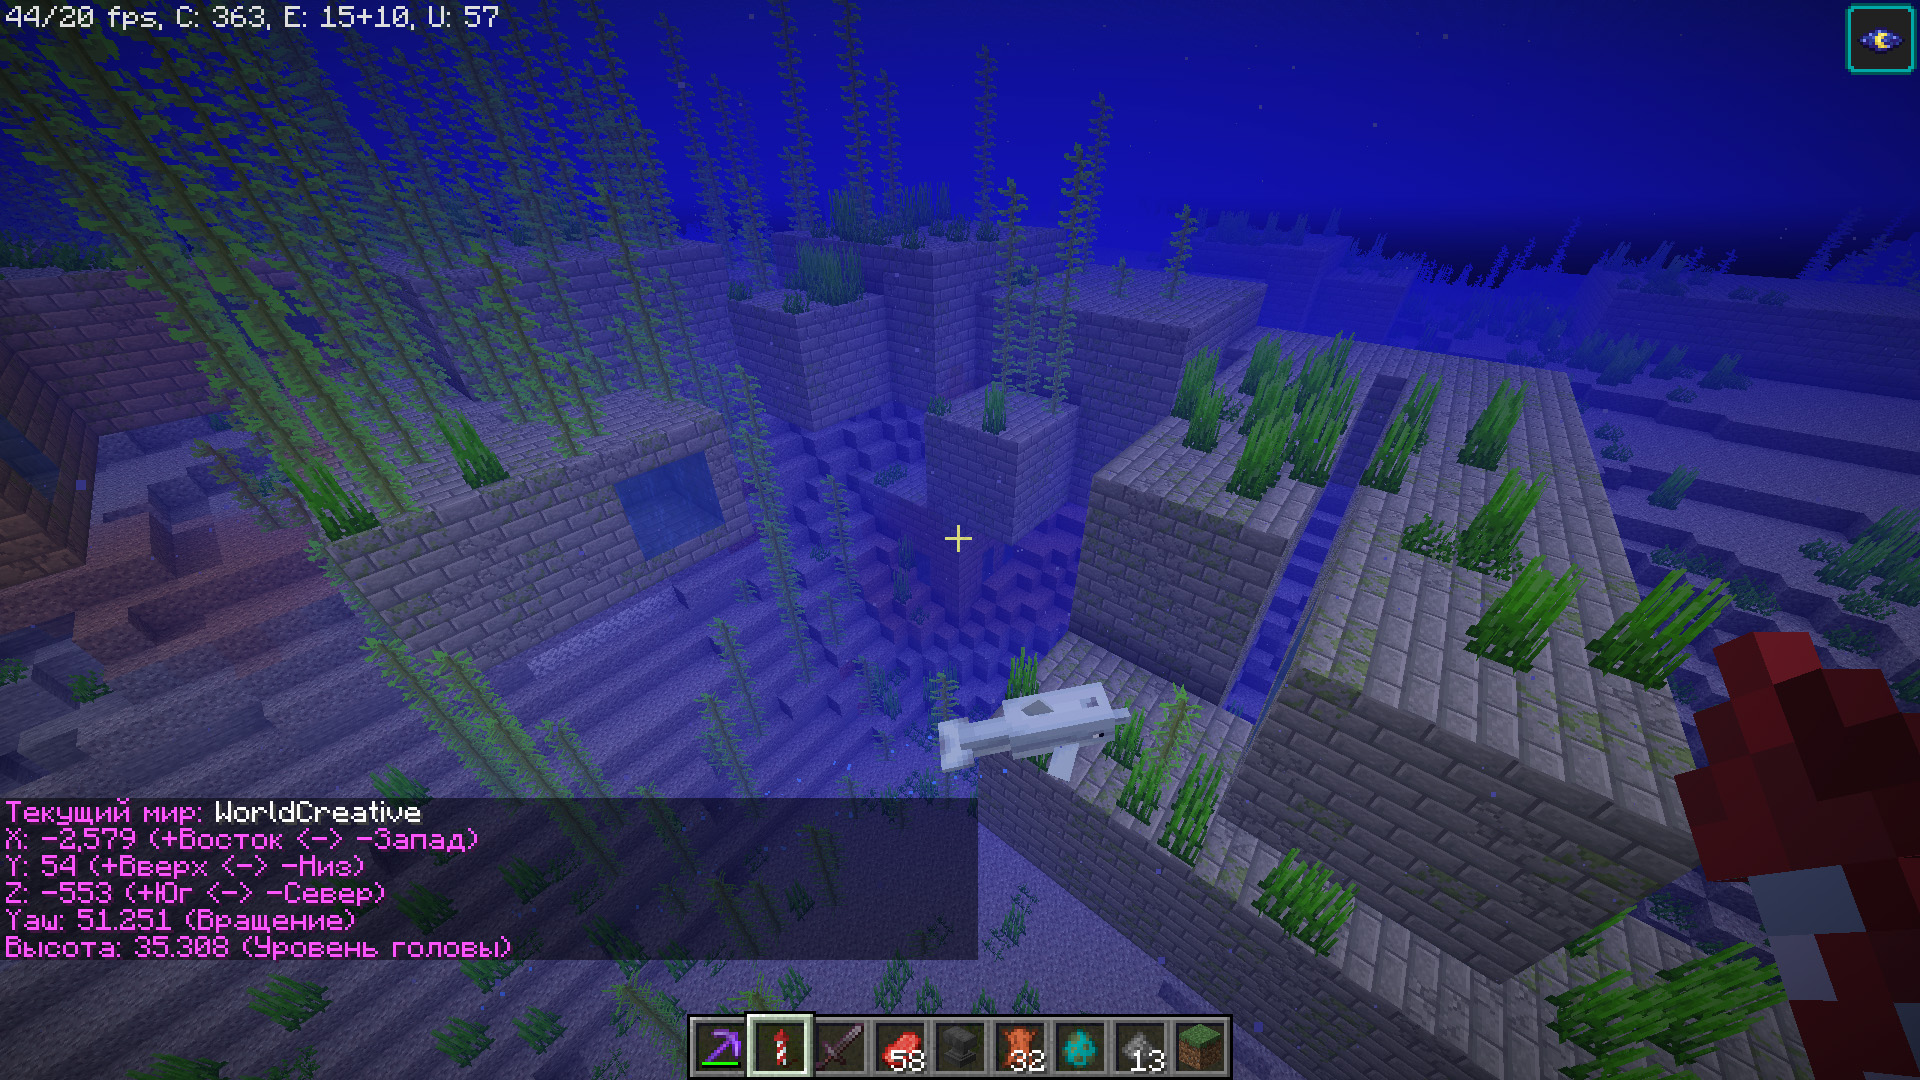 44/20 fps, C: 363, E: 15+10, U: 57
Текущий мир: WorldCreative
X: -2,579 (+Восток <-> -Запад)
Y: 54 (+Вверх <-> -Низ)
Z: -553 (+Юг <-> -Север)
Yaw: 51.251 (Вращение)
Высота: 35.308 (Уровень головы)
58 32 13